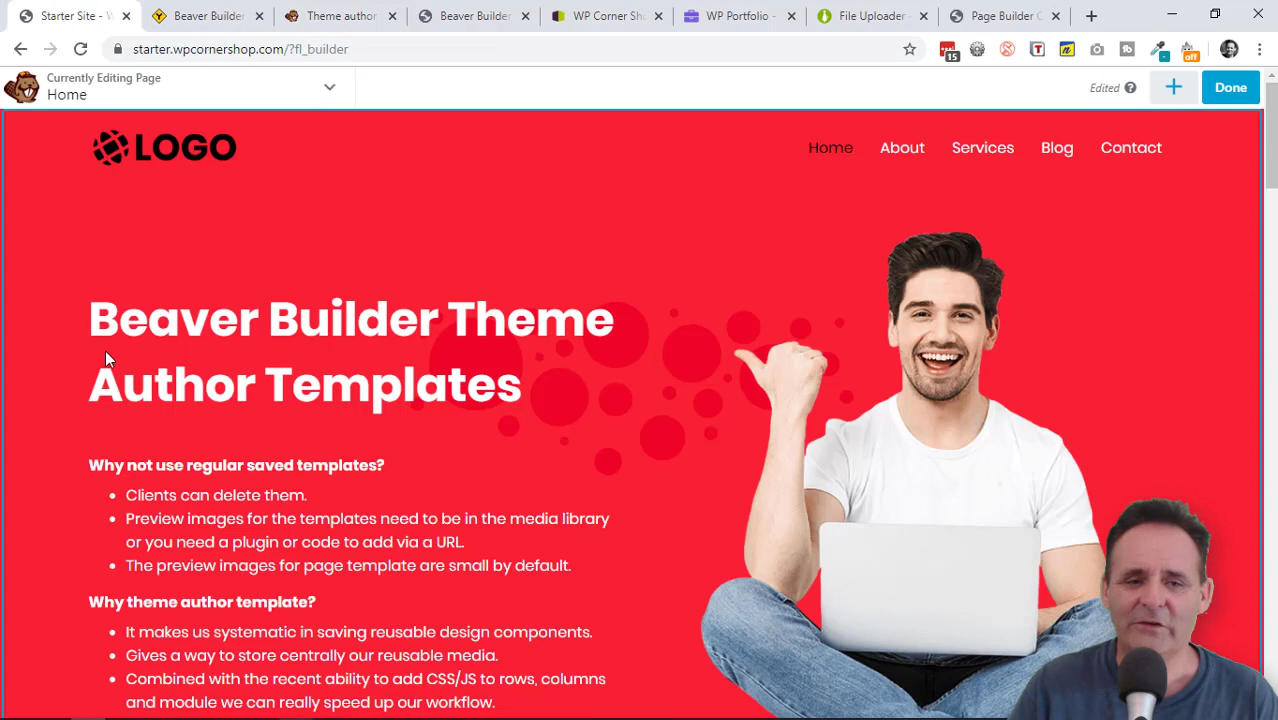 Starter Site - W
Beaver Builder
Theme author
Beaver Builder
WP Corner Sh
WP Portfolio -
File Uploader -
Page Builder C
starter.wpcornershop.com/?fl_builder
15
off
Currently Editing Page
Home
Edited
Done
LOGO
Home
About
Services
Blog
Contact
Beaver Builder Theme
Author Templates
Why not use regular saved templates?
• Clients can delete them.
• Preview images for the templates need to be in the media library
or you need a plugin or code to add via a URL.
• The preview images for page template are small by default.
Why theme author template?
• It makes us systematic in saving reusable design components.
• Gives a way to store centrally our reusable media.
• Combined with the recent ability to add CSS/JS to rows, columns
and module we can really speed up our workflow.